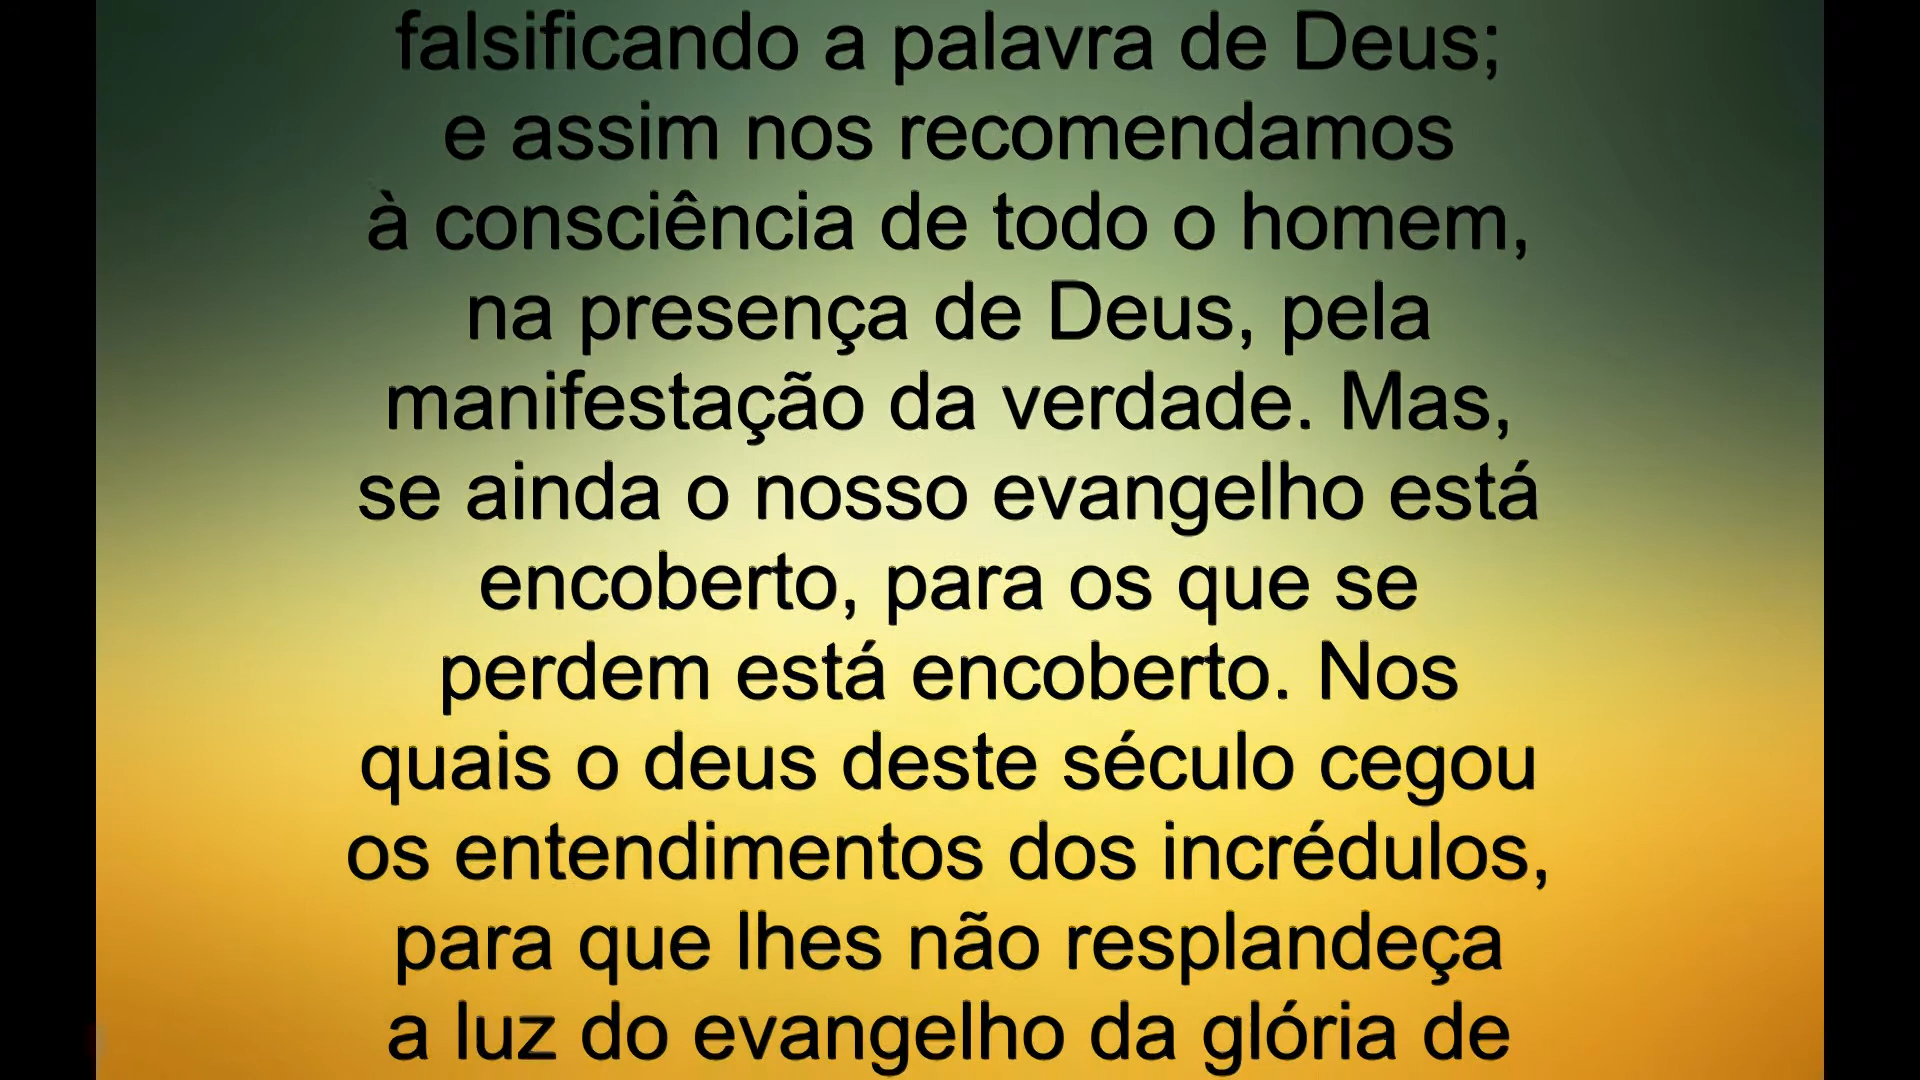 falsificando a palavra de Deus;
e assim nos recomendamos
à consciência de todo o homem,
na presença de Deus, pela
manifestação da verdade. Mas,
se ainda o nosso evangelho está
encoberto, para os que se
perdem está encoberto. Nos
quais o deus deste século cegou
os entendimentos dos incrédulos,
para que lhes não resplandeça
a luz do evangelho da glória de